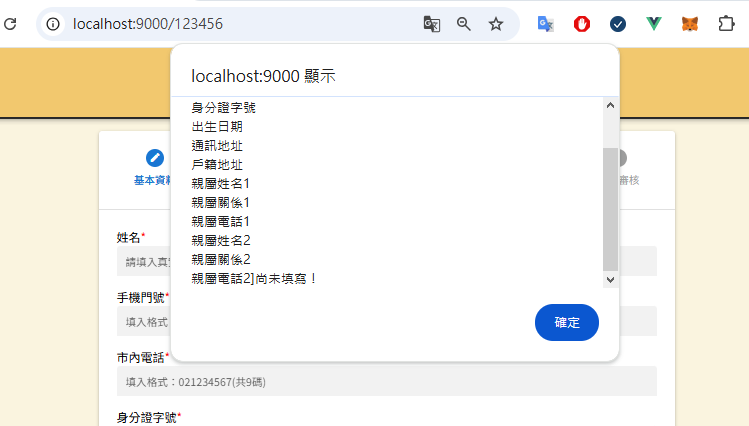 localhost:9000/123456
localhost:9000 顯示
身分證字號
出生日期
通訊地址
戶籍地址
親屬姓名1
親屬關係1
親屬電話1
親屬姓名2
親屬關係2
親屬電話2]尚未填寫！
確定
基本資料
審核
姓名*
請填入真
手機門號*
填入格式
市內電話*
填入格式：021234567(共9碼)
身分證字號*